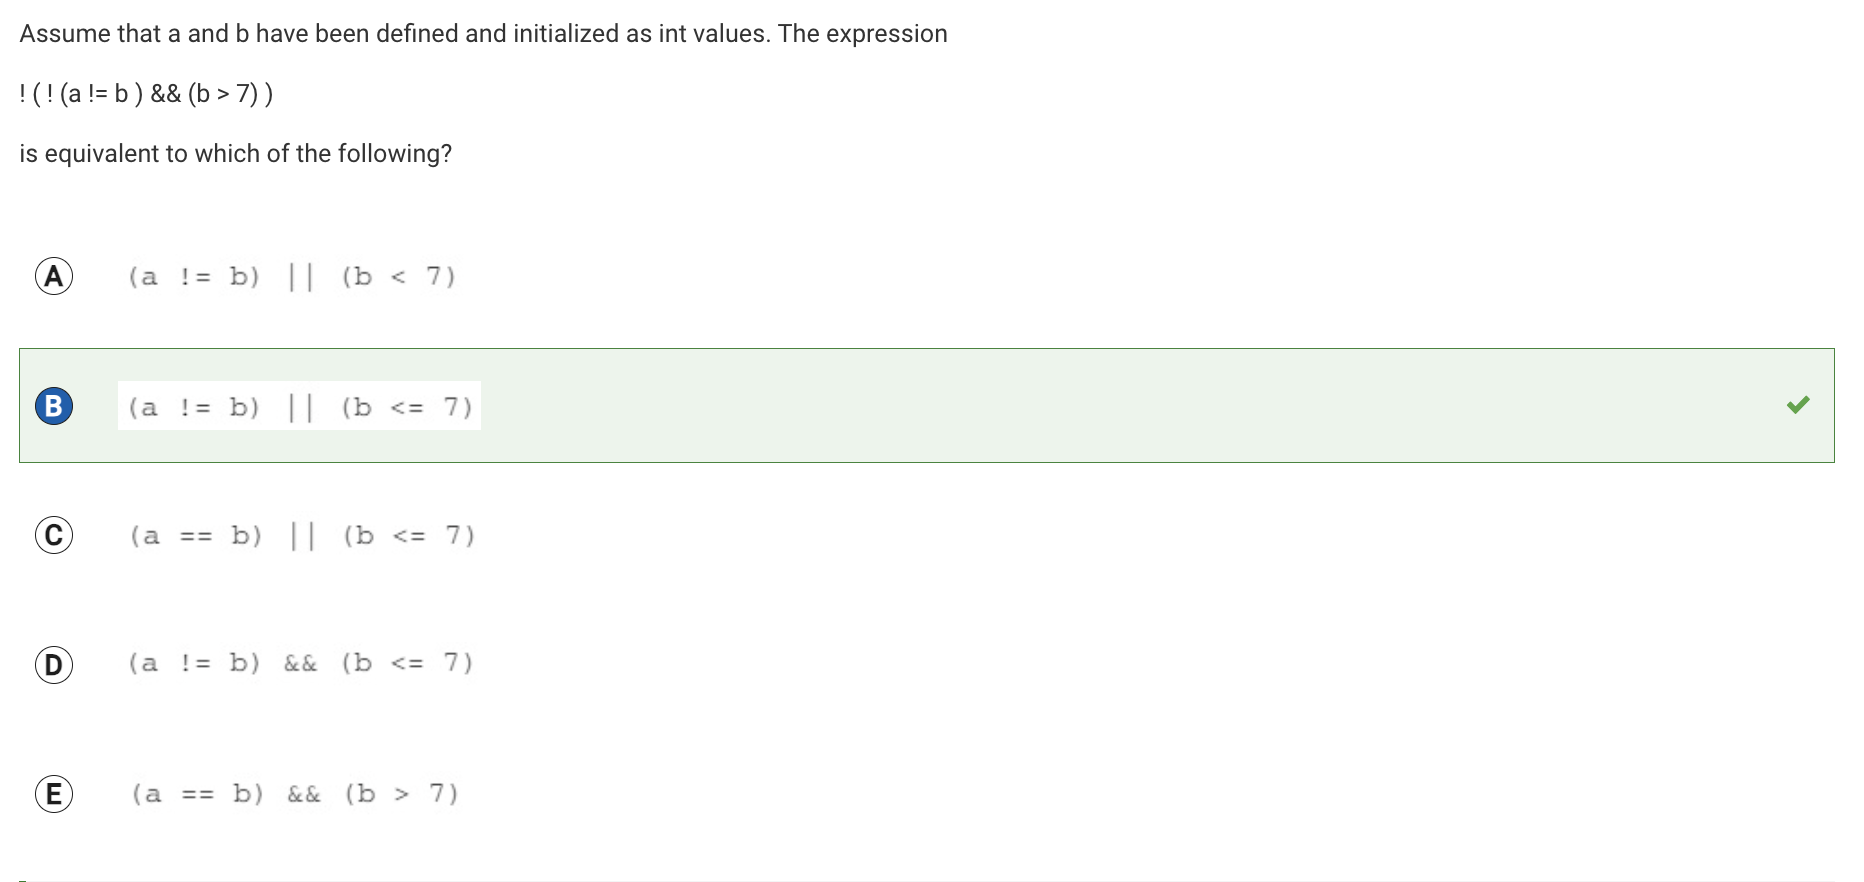 Assume that a and b have been defined and initialized as int values. The expression
! ( ! (a != b ) && (b > 7) )
is equivalent to which of the following?
A (a != b) || (b < 7)
B (a != b) || (b <= 7)
C (a == b) || (b <= 7)
D (a != b) && (b <= 7)
E (a == b) && (b > 7)